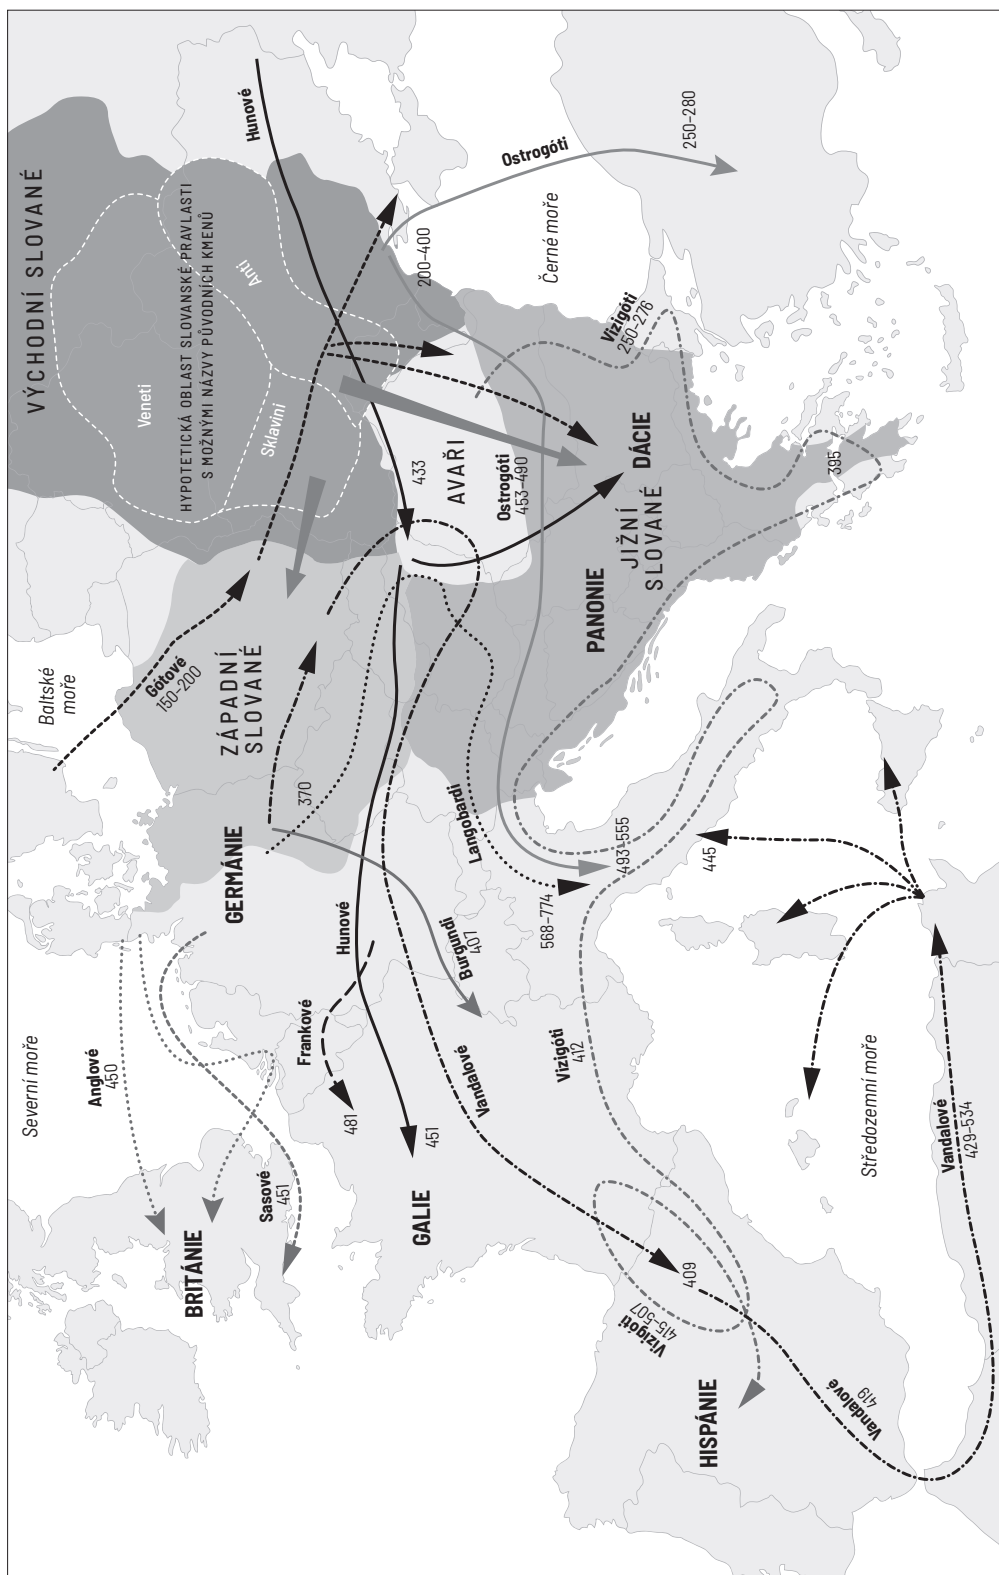 Severní moře
Baltské
moře
VÝCHODNÍ SLOVANÉ
Veneti
HYPOTETICKÁ OBLAST SLOVANSKÉ PRAVLASTI
S MOŽNÝMI NÁZVY PŮVODNÍCH KMENŮ
Anti
Sklavini
Hunové
Anglové
450
Gótové
150–200
BRITÁNIE
GERMÁNIE
ZÁPADNÍ
SLOVANÉ
Sasové
451
Frankové
481
370
Hunové
451
433
200–400
GALIE
AVAŘI
Burgundi
407
Langobardi
Vandalové
Ostrogóti
453–490
Ostrogóti
250–280
Černé moře
568–774
Vizigóti
412
PANONIE
JIŽNÍ
SLOVANÉ
DÁCIE
Vizigóti
250–276
493–555
409
Vizigóti
415–507
445
395
HISPÁNIE
Vandalové
419
Středozemní moře
Vandalové
429–534